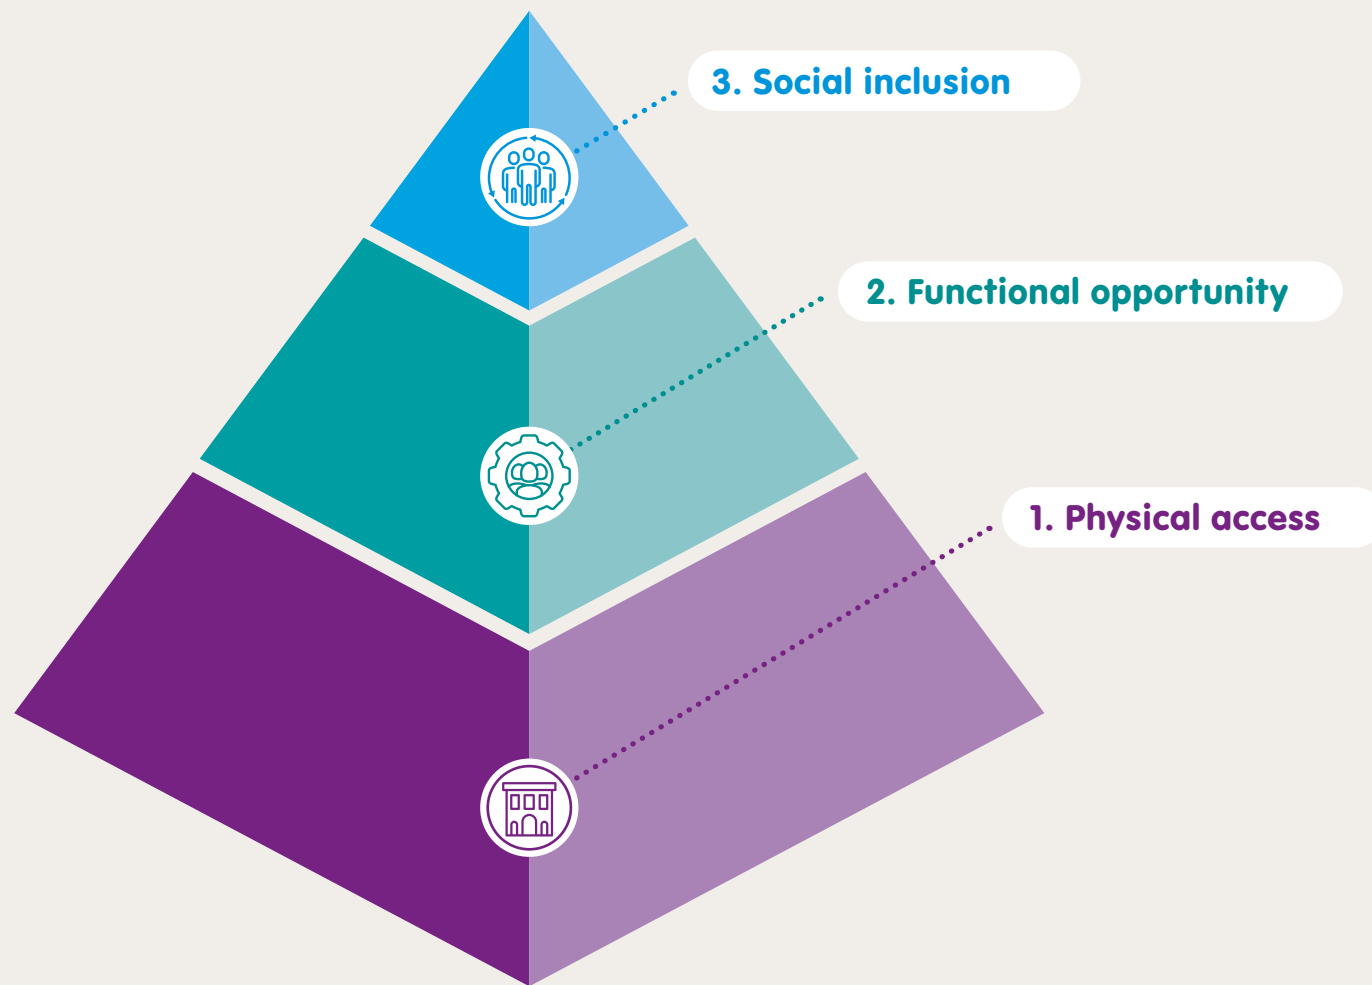 3. Social inclusion
2. Functional opportunity
1. Physical access